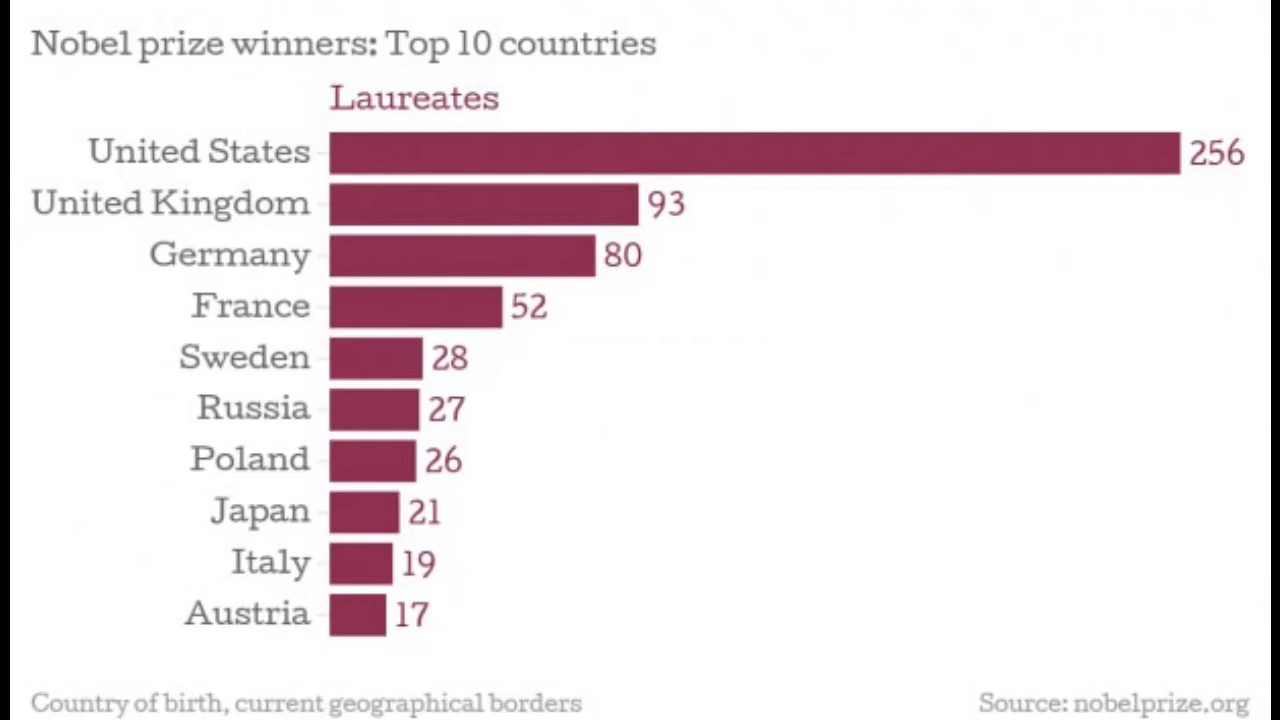 Nobel prize winners: Top 10 countries
Laureates
United States 256
United Kingdom 93
Germany 80
France 52
Sweden 28
Russia 27
Poland 26
Japan 21
Italy 19
Austria 17
Country of birth, current geographical borders Source: nobelprize.org